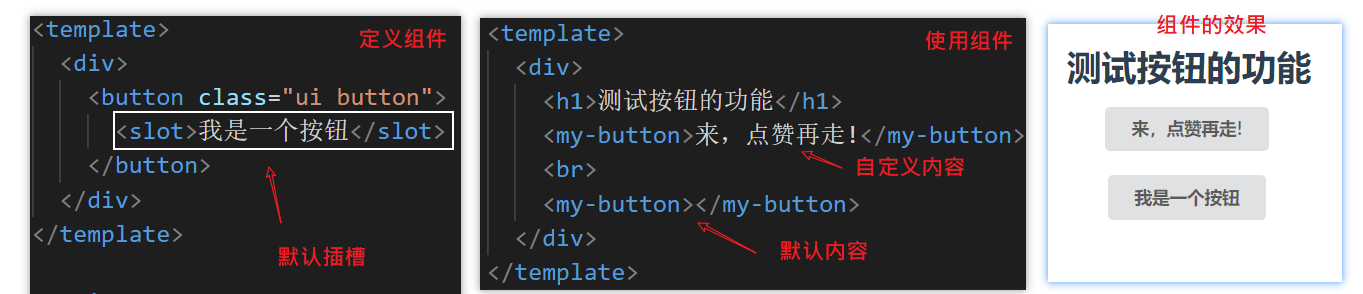 <template>
定义组件
<div>
<button class="ui button">
<slot>我是一个按钮</slot>
</button>
</div>
</template>
默认插槽
<template>
使用组件
<div>
<h1>测试按钮的功能</h1>
<my-button>来，点赞再走!</my-button>
自定义内容
<br>
<my-button></my-button>
默认内容
</div>
</template>
组件的效果
测试按钮的功能
来，点赞再走!
我是一个按钮